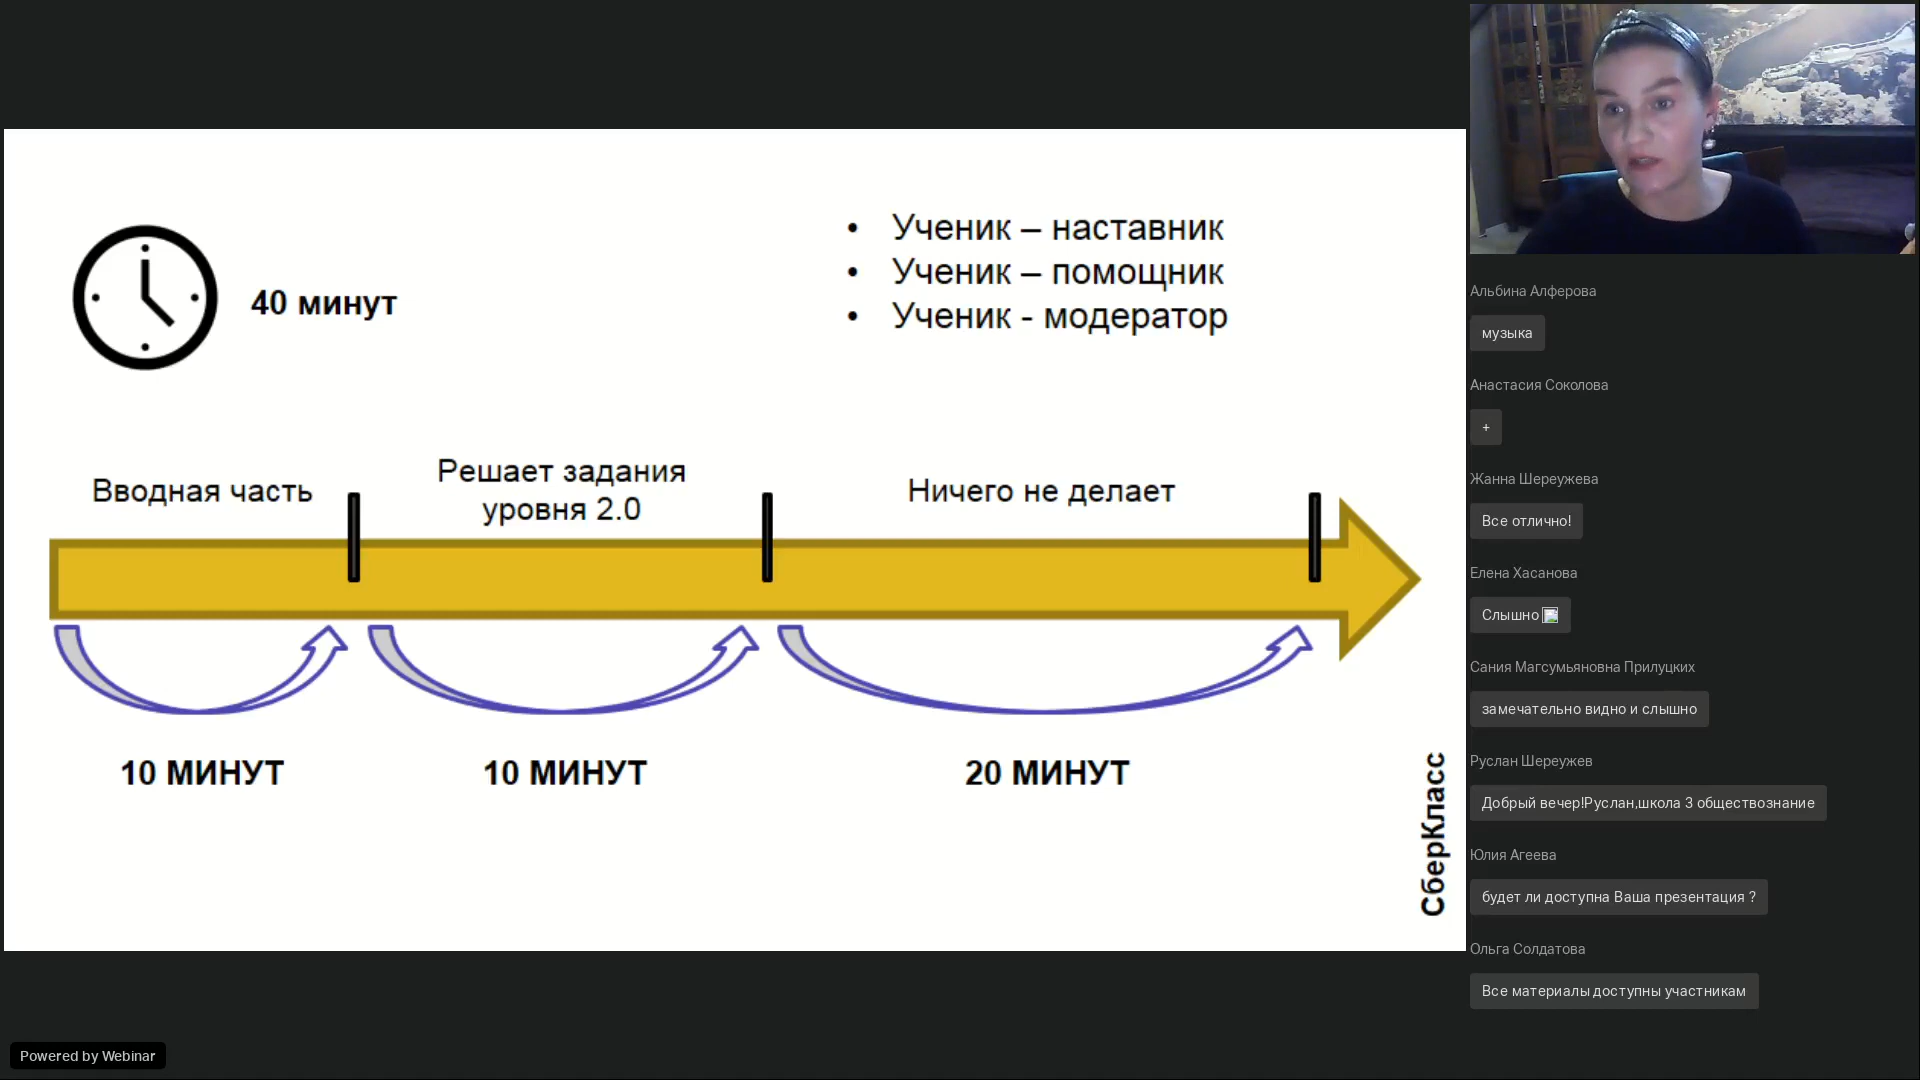 40 минут
• Ученик – наставник
• Ученик – помощник
• Ученик - модератор
Вводная часть
Решает задания
уровня 2.0
Ничего не делает
10 МИНУТ
10 МИНУТ
20 МИНУТ
СберКласс
Альбина Алферова
музыка
Анастасия Соколова
+
Жанна Шереужева
Все отлично!
Елена Хасанова
Слышно
Сания Магсумьяновна Прилуцких
замечательно видно и слышно
Руслан Шереужев
Добрый вечер!Руслан,школа 3 обществознание
Юлия Агеева
будет ли доступна Ваша презентация ?
Ольга Солдатова
Все материалы доступны участникам
Powered by Webinar